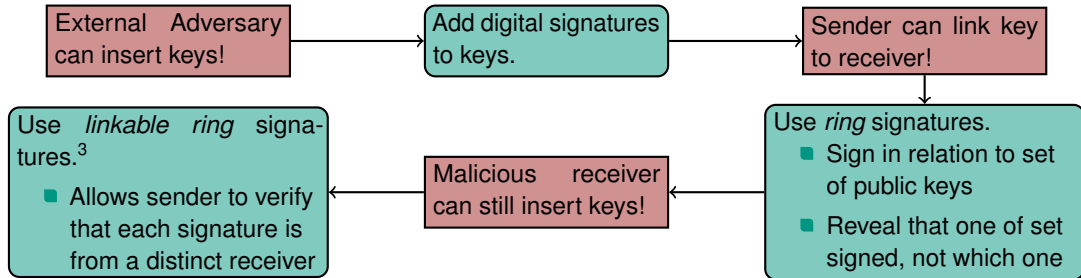 External Adversary
can insert keys!
Add digital signatures
to keys.
Sender can link key
to receiver!
Use ring signatures.
Sign in relation to set
of public keys
Reveal that one of set
signed, not which one
Malicious receiver
can still insert keys!
Use linkable ring signa-
tures.³
Allows sender to verify
that each signature is
from a distinct receiver